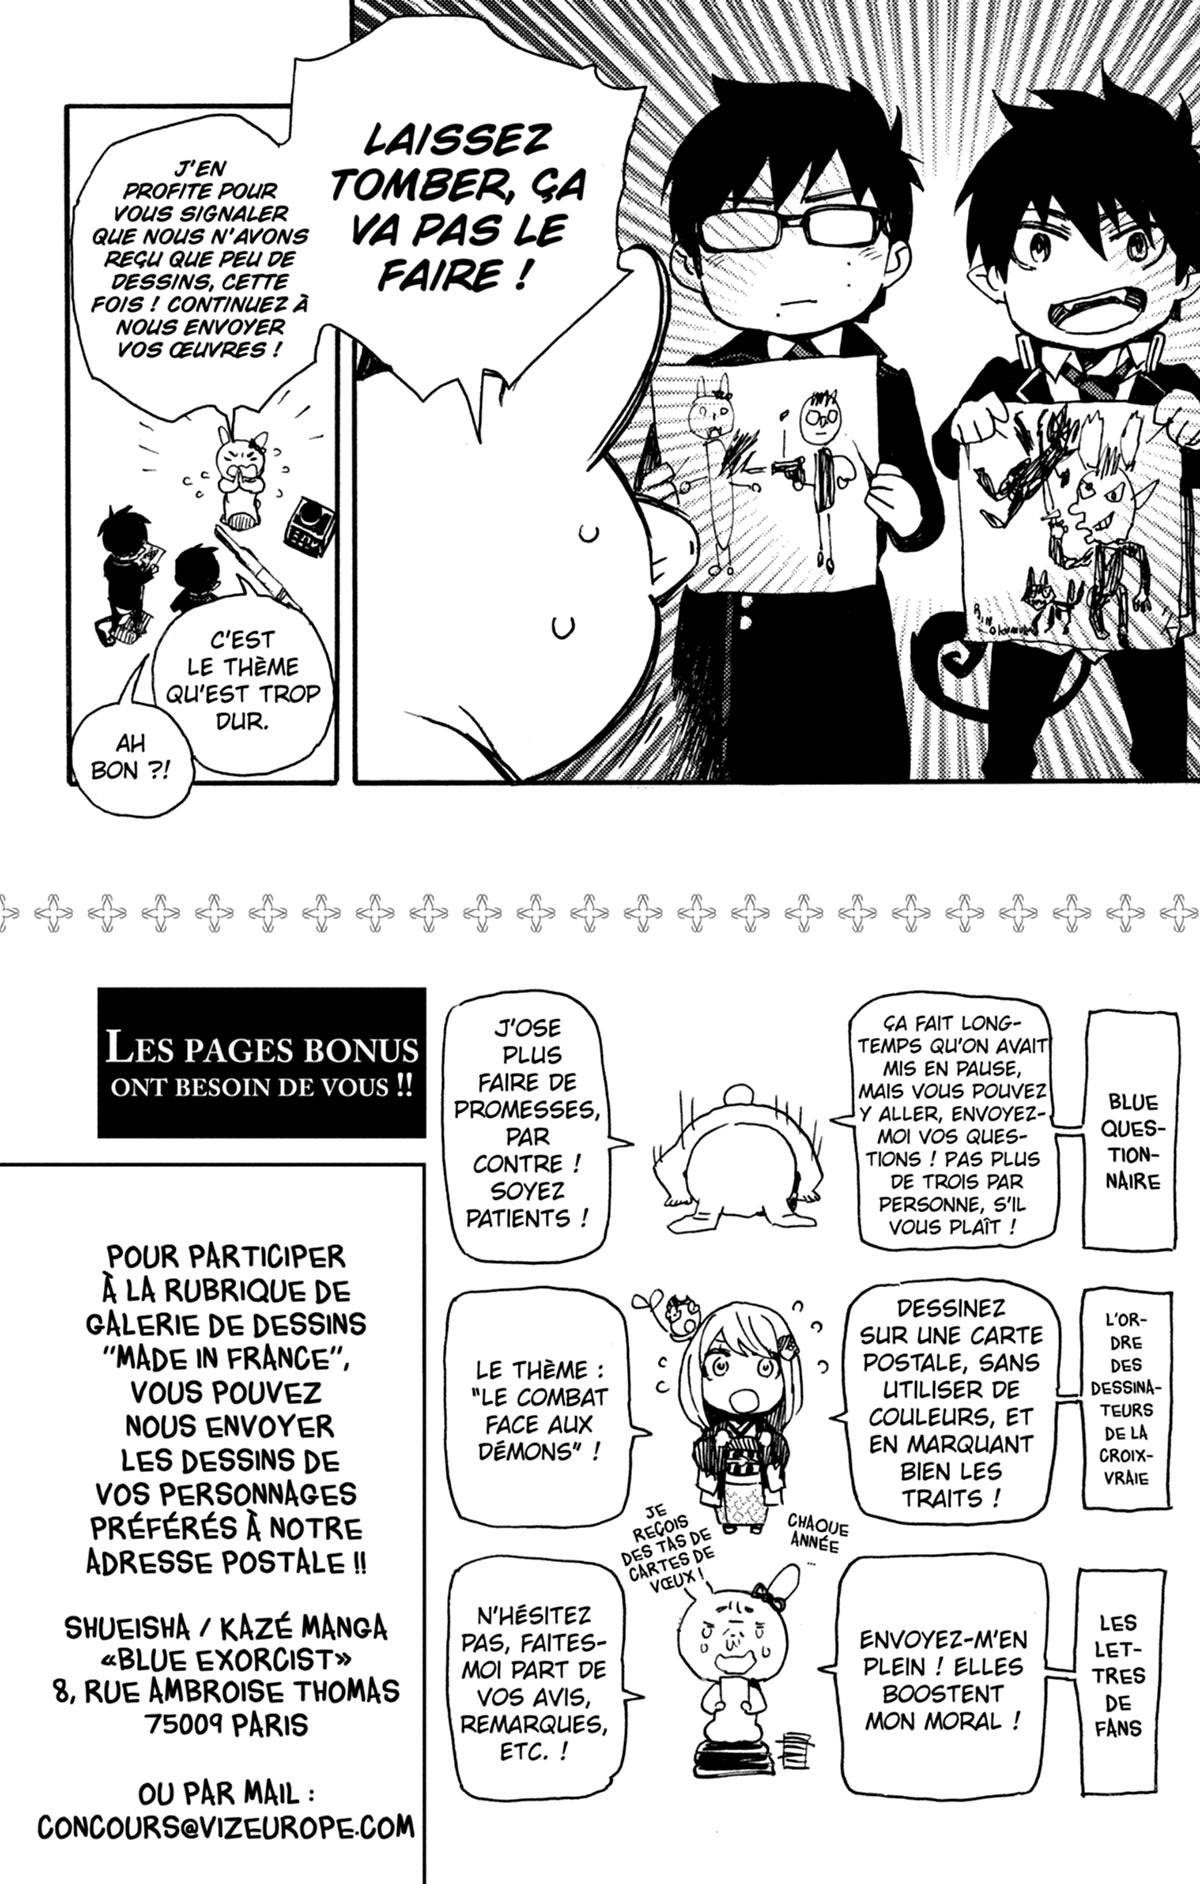 LAISSEZ
TOMBER, ÇA
VA PAS LE
FAIRE !
J'EN
PROFITE POUR
VOUS SIGNALER
QUE NOUS N'AVONS
REÇU QUE PEU DE
DESSINS, CETTE
FOIS ! CONTINUEZ À
NOUS ENVOYER
VOS ŒUVRES !
C'EST
LE THÈME
QU'EST TROP
DUR.
AH
BON ?!
LES PAGES BONUS
ONT BESOIN DE VOUS !!
BLUE
QUES-
TION-
NAIRE
ÇA FAIT LONG-
TEMPS QU'ON AVAIT
MIS EN PAUSE,
MAIS VOUS POUVEZ
Y ALLER, ENVOYEZ-
MOI VOS QUES-
TIONS ! PAS PLUS
DE TROIS PAR
PERSONNE, S'IL
VOUS PLAÎT !
J'OSE
PLUS
FAIRE DE
PROMESSES,
PAR
CONTRE !
SOYEZ
PATIENTS !
L'OR-
DRE
DES
DESSINA-
TEURS
DE LA
CROIX-
VRAIE
DESSINEZ
SUR UNE CARTE
POSTALE, SANS
UTILISER DE
COULEURS, ET
EN MARQUANT
BIEN LES
TRAITS !
LE THÈME :
"LE COMBAT
FACE AUX
DÉMONS" !
LES
LET-
TRES
DE
FANS
ENVOYEZ-M'EN
PLEIN ! ELLES
BOOSTENT
MON MORAL !
CHAQUE
ANNÉE
...
JE
REÇOIS
DES TAS DE
CARTES DE
VŒUX !
N'HÉSITEZ
PAS, FAITES-
MOI PART DE
VOS AVIS,
REMARQUES,
ETC. !
POUR PARTICIPER
À LA RUBRIQUE DE
GALERIE DE DESSINS
"MADE IN FRANCE",
VOUS POUVEZ
NOUS ENVOYER
LES DESSINS DE
VOS PERSONNAGES
PRÉFÉRÉS À NOTRE
ADRESSE POSTALE !!
SHUEISHA / KAZÉ MANGA
«BLUE EXORCIST»
8, RUE AMBROISE THOMAS
75009 PARIS
OU PAR MAIL :
CONCOURS@VIZEUROPE.COM